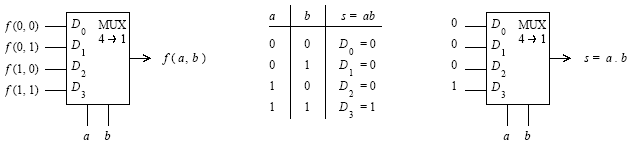 f(0, 0) D0 MUX
4 → 1
f(0, 1) D1
f(1, 0) D2
f(1, 1) D3
f(a, b)
a b
a b s = ab
0 0 D0 = 0
0 1 D1 = 0
1 0 D2 = 0
1 1 D3 = 1
0 D0 MUX
4 → 1
0 D1
0 D2
1 D3
s = a . b
a b